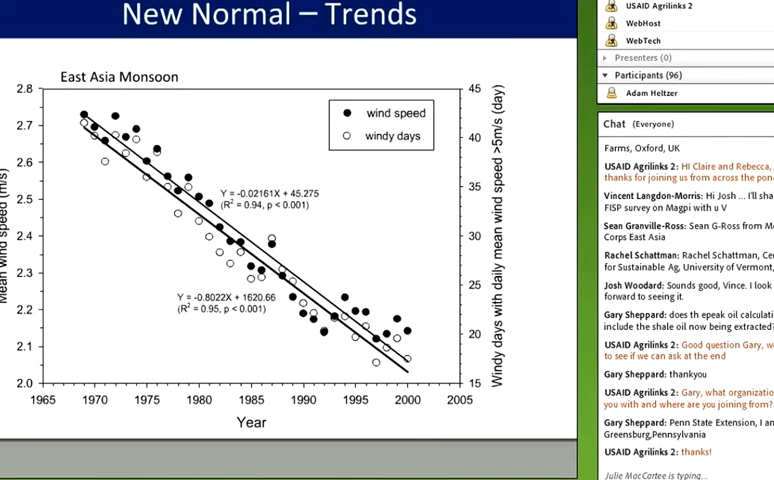 New Normal – Trends
East Asia Monsoon
2.8
2.7
2.6
2.5
2.4
2.3
2.2
2.1
2.0
Mean wind speed (m/s)
wind speed
windy days
Y = -0.02161X + 45.275
(R² = 0.94, p < 0.001)
Y = -0.8022X + 1620.66
(R² = 0.95, p < 0.001)
45
40
35
30
25
20
15
Windy days with daily mean wind speed >5m/s (day)
1965 1970 1975 1980 1985 1990 1995 2000 2005
Year
USAID Agrilinks 2
WebHost
WebTech
Presenters (0)
Participants (96)
Adam Heltzer
Chat (Everyone)
Farms, Oxford, UK
USAID Agrilinks 2: HI Claire and Rebecca,
thanks for joining us from across the pon
Vincent Langdon-Morris: Hi Josh ... I'll sha
FISP survey on Magpi with u V
Sean Granville-Ross: Sean G-Ross from M
Corps East Asia
Rachel Schattman: Rachel Schattman, Ce
for Sustainable Ag, University of Vermont,
Josh Woodard: Sounds good, Vince. I look
forward to seeing it.
Gary Sheppard: does th epeak oil calculati
include the shale oil now being extracted?
USAID Agrilinks 2: Good question Gary, w
to see if we can ask at the end
Gary Sheppard: thankyou
USAID Agrilinks 2: Gary, what organizatio
you with and where are you joining from?
Gary Sheppard: Penn State Extension, I an
Greensburg,Pennsylvania
USAID Agrilinks 2: thanks!
Julie MacCartee is typing...